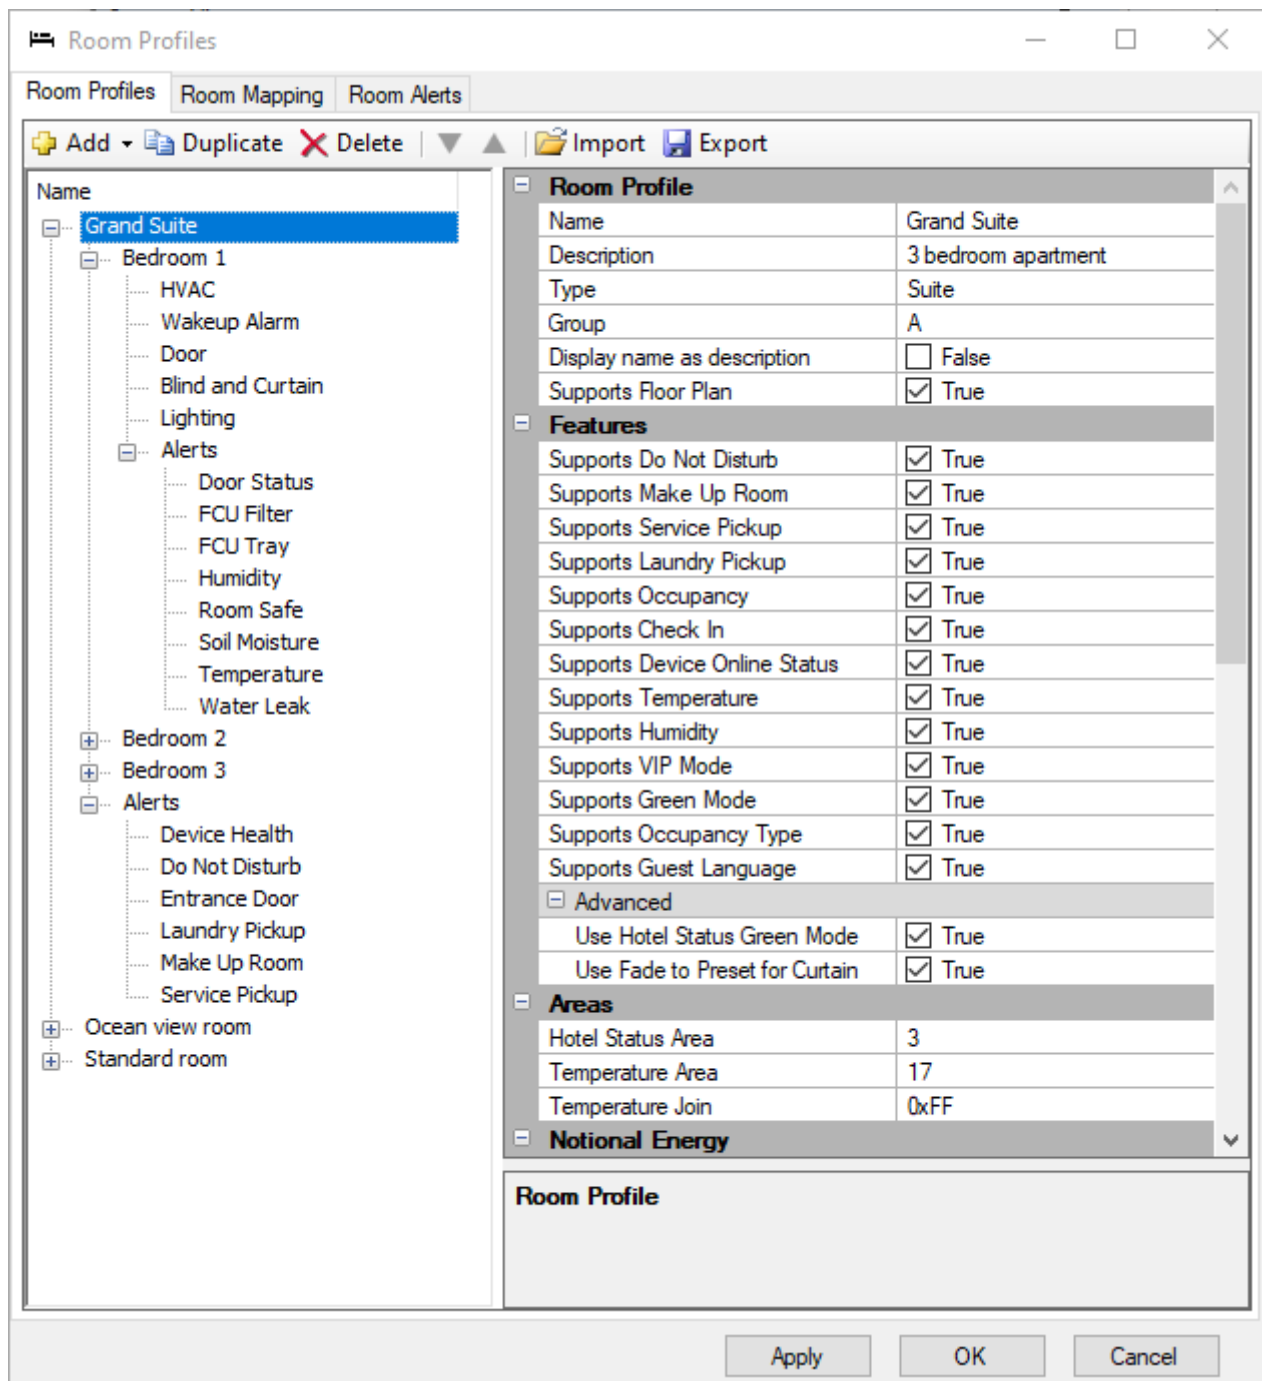 Room Profiles
Room Profiles Room Mapping Room Alerts
Add Duplicate Delete Import Export
Name
Grand Suite
Bedroom 1
HVAC
Wakeup Alarm
Door
Blind and Curtain
Lighting
Alerts
Door Status
FCU Filter
FCU Tray
Humidity
Room Safe
Soil Moisture
Temperature
Water Leak
Bedroom 2
Bedroom 3
Alerts
Device Health
Do Not Disturb
Entrance Door
Laundry Pickup
Make Up Room
Service Pickup
Ocean view room
Standard room
Room Profile
Name Grand Suite
Description 3 bedroom apartment
Type Suite
Group A
Display name as description False
Supports Floor Plan True
Features
Supports Do Not Disturb True
Supports Make Up Room True
Supports Service Pickup True
Supports Laundry Pickup True
Supports Occupancy True
Supports Check In True
Supports Device Online Status True
Supports Temperature True
Supports Humidity True
Supports VIP Mode True
Supports Green Mode True
Supports Occupancy Type True
Supports Guest Language True
Advanced
Use Hotel Status Green Mode True
Use Fade to Preset for Curtain True
Areas
Hotel Status Area 3
Temperature Area 17
Temperature Join 0xFF
Notional Energy
Room Profile
Apply OK Cancel